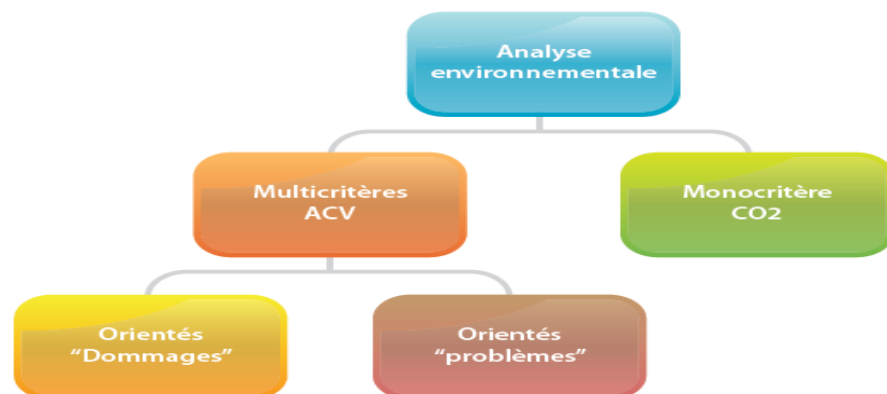 Analyse
environnementale
Multicritères
ACV
Monocritère
CO2
Orientés
“Dommages”
Orientés
“problèmes”